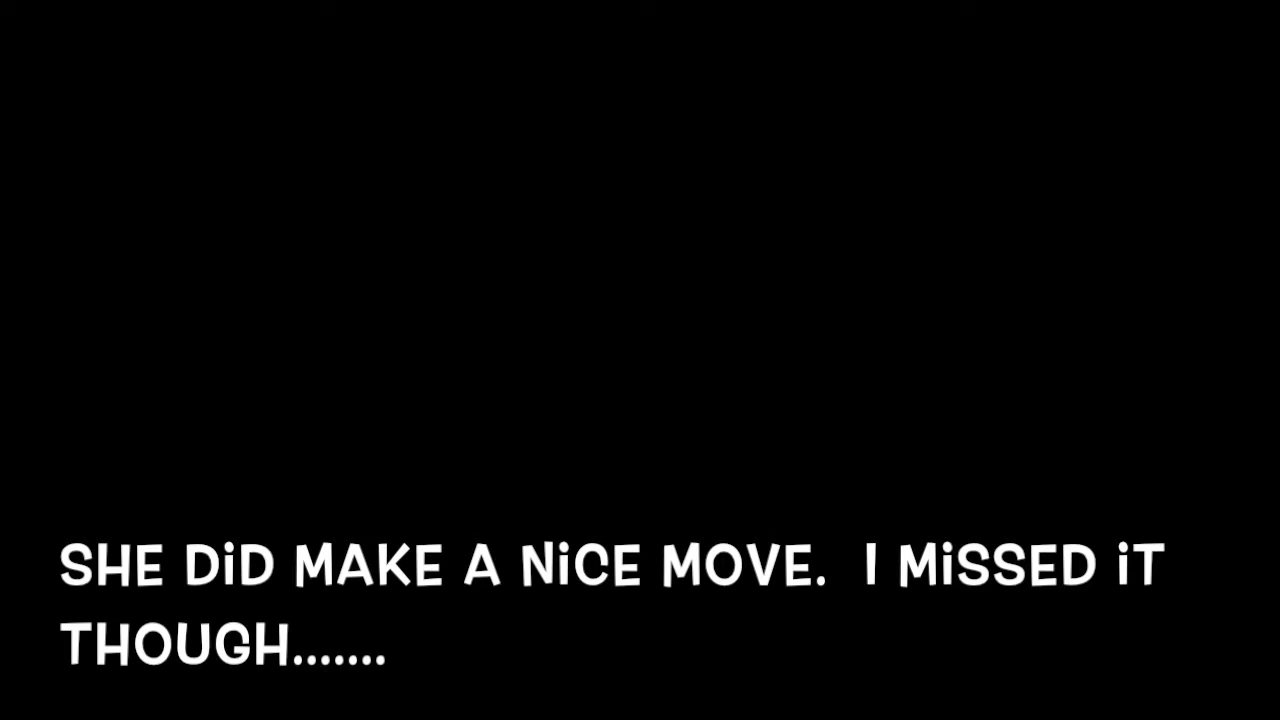 SHE DiD MAKE A NiCE MOVE.  I MiSSED iT
THOUGH.......